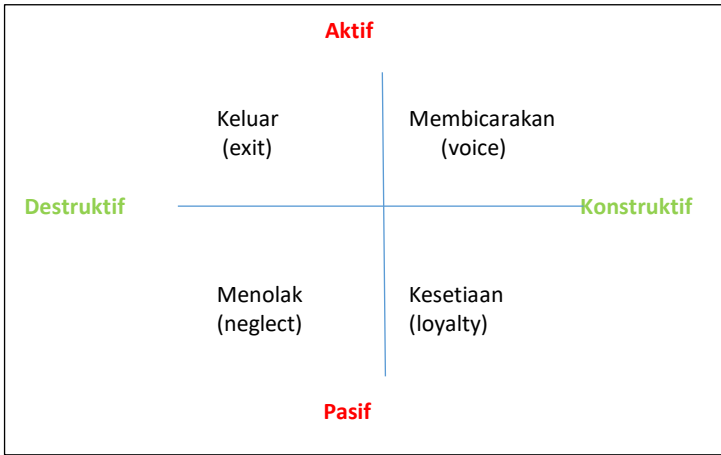 Aktif
Keluar
(exit)
Membicarakan
(voice)
Destruktif
Konstruktif
Menolak
(neglect)
Kesetiaan
(loyalty)
Pasif